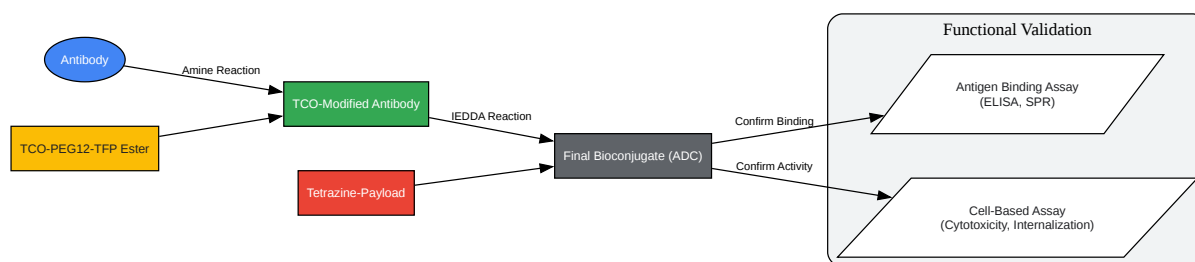 Functional Validation
Antibody
Amine Reaction
TCO-PEG12-TFP Ester
TCO-Modified Antibody
IEDDA Reaction
Tetrazine-Payload
Final Bioconjugate (ADC)
Confirm Binding
Confirm Activity
Antigen Binding Assay
(ELISA, SPR)
Cell-Based Assay
(Cytotoxicity, Internalization)